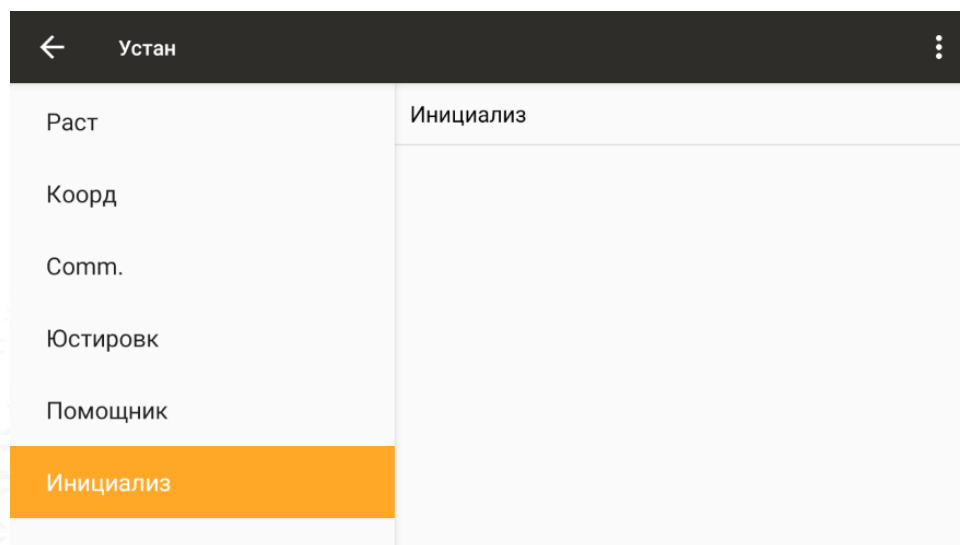 Устан
Раст
Коорд
Comm.
Юстировк
Помощник
Инициализ
Инициализ